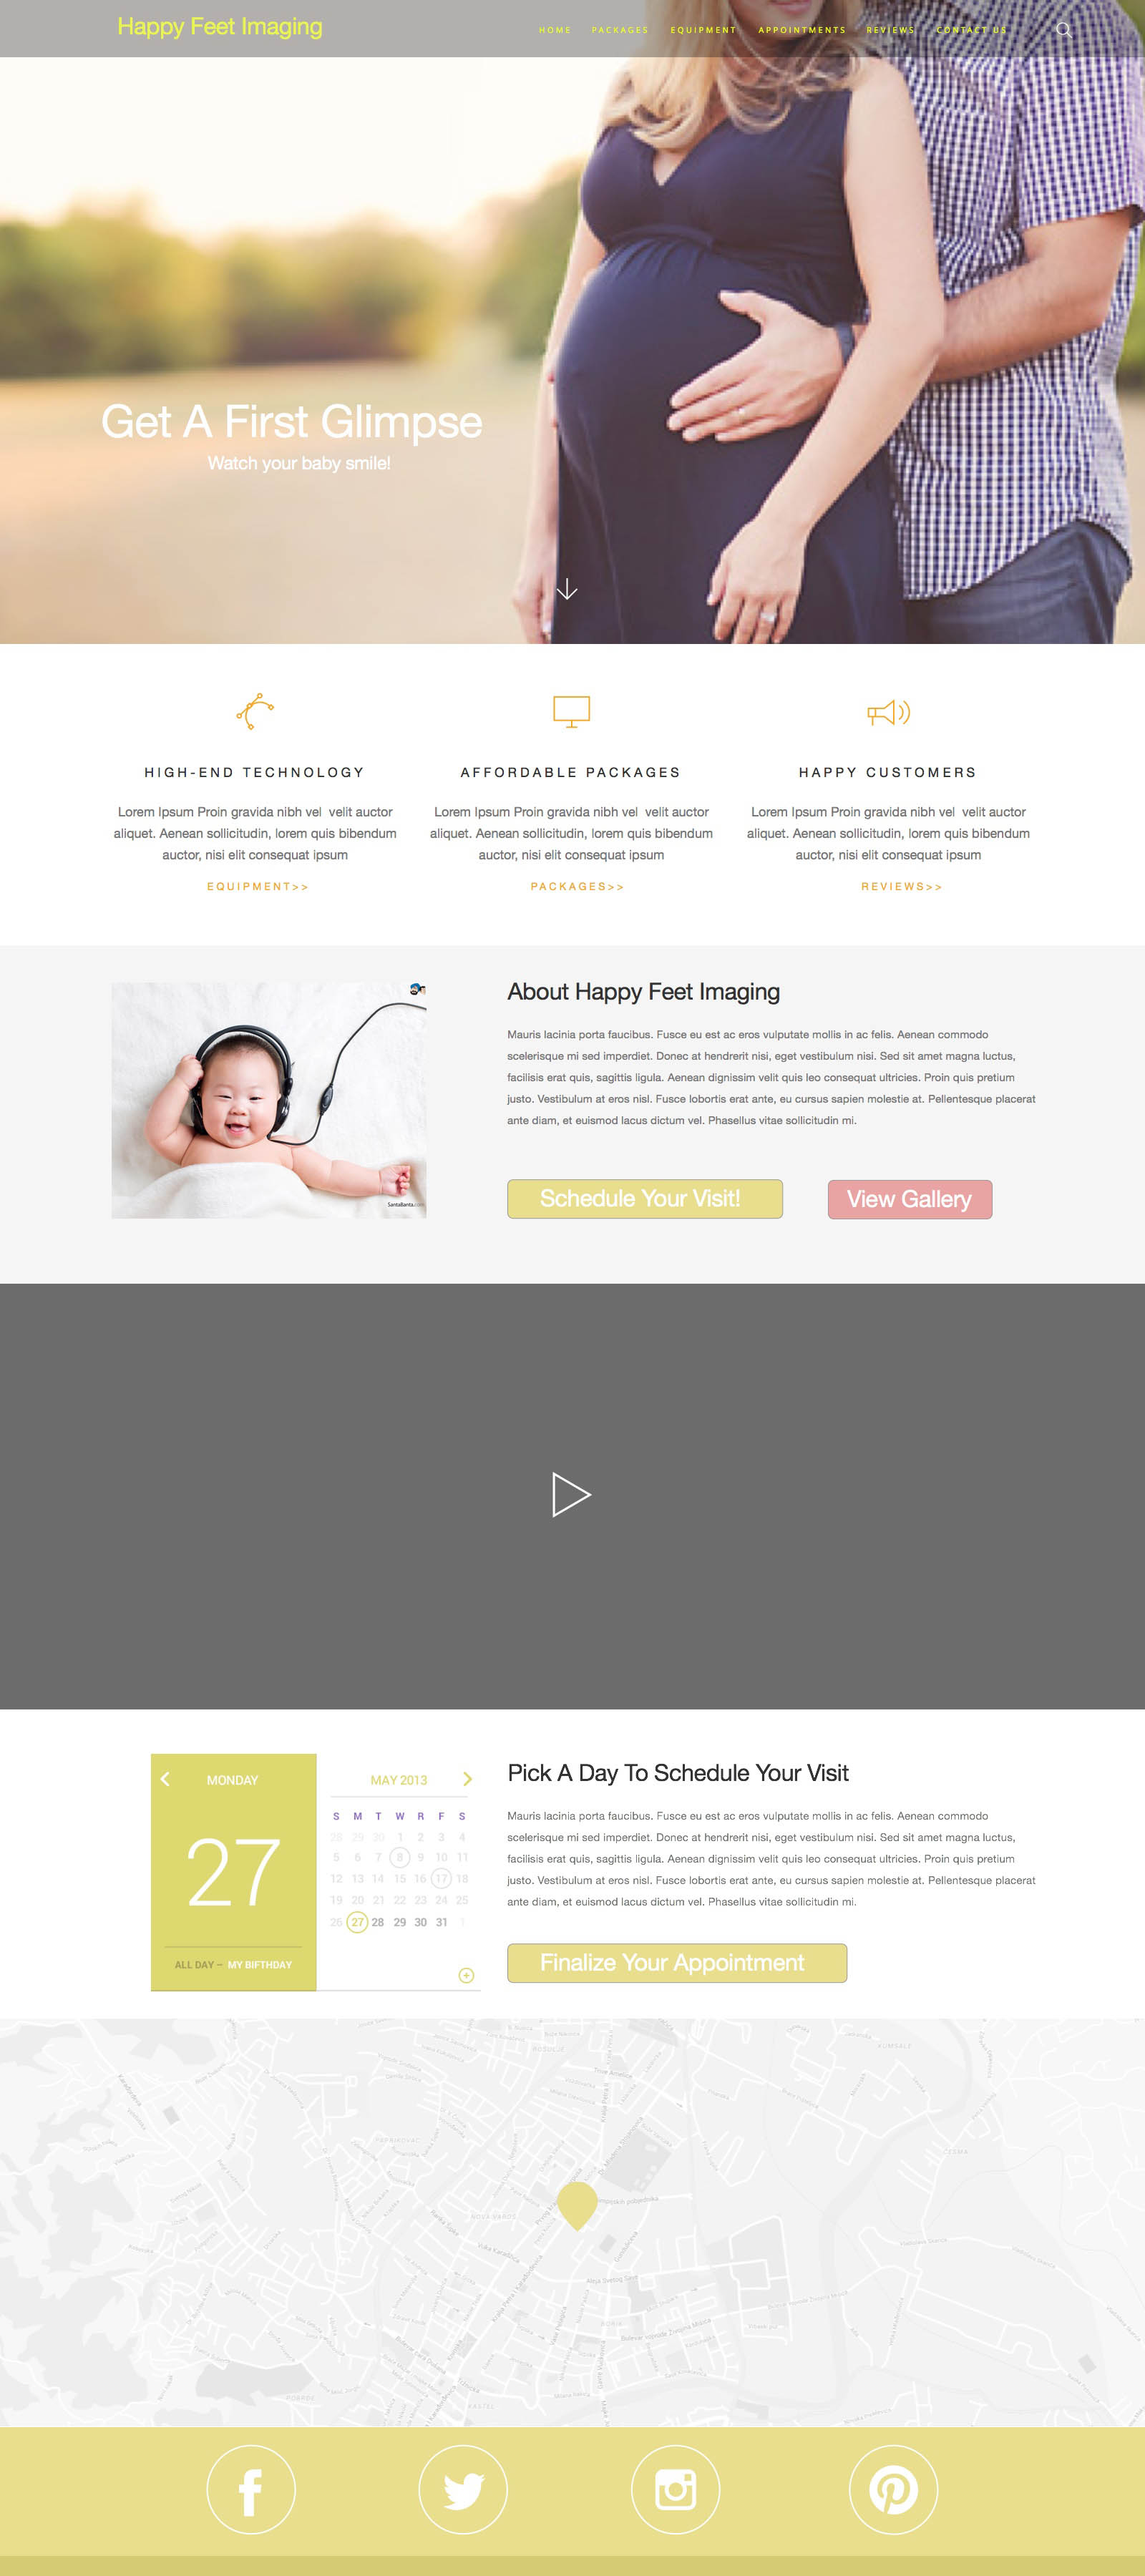 Happy Feet Imaging
HOME PACKAGES EQUIPMENT APPOINTMENTS REVIEWS CONTACT US
Get A First Glimpse
Watch your baby smile!
HIGH-END TECHNOLOGY
Lorem Ipsum Proin gravida nibh vel velit auctor
aliquet. Aenean sollicitudin, lorem quis bibendum
auctor, nisi elit consequat ipsum
EQUIPMENT>>
AFFORDABLE PACKAGES
Lorem Ipsum Proin gravida nibh vel velit auctor
aliquet. Aenean sollicitudin, lorem quis bibendum
auctor, nisi elit consequat ipsum
PACKAGES>>
HAPPY CUSTOMERS
Lorem Ipsum Proin gravida nibh vel velit auctor
aliquet. Aenean sollicitudin, lorem quis bibendum
auctor, nisi elit consequat ipsum
REVIEWS>>
SantaBanta.com
About Happy Feet Imaging
Mauris lacinia porta faucibus. Fusce eu est ac eros vulputate mollis in ac felis. Aenean commodo
scelerisque mi sed imperdiet. Donec at hendrerit nisi, eget vestibulum nisi. Sed sit amet magna luctus,
facilisis erat quis, sagittis ligula. Aenean dignissim velit quis leo consequat ultricies. Proin quis pretium
justo. Vestibulum at eros nisl. Fusce lobortis erat ante, eu cursus sapien molestie at. Pellentesque placerat
ante diam, et euismod lacus dictum vel. Phasellus vitae sollicitudin mi.
Schedule Your Visit!
View Gallery
MONDAY
27
ALL DAY – MY BIFTHDAY
MAY 2013
S M T W R F S
28 29 30 1 2 3 4
5 6 7 8 9 10 11
12 13 14 15 16 17 18
19 20 21 22 23 24 25
26 27 28 29 30 31 1
Pick A Day To Schedule Your Visit
Mauris lacinia porta faucibus. Fusce eu est ac eros vulputate mollis in ac felis. Aenean commodo
scelerisque mi sed imperdiet. Donec at hendrerit nisi, eget vestibulum nisi. Sed sit amet magna luctus,
facilisis erat quis, sagittis ligula. Aenean dignissim velit quis leo consequat ultricies. Proin quis pretium
justo. Vestibulum at eros nisl. Fusce lobortis erat ante, eu cursus sapien molestie at. Pellentesque placerat
ante diam, et euismod lacus dictum vel. Phasellus vitae sollicitudin mi.
Finalize Your Appointment
ROSULJE
KUMSALE
ČESMA
NOVA VAROŠ
BORIK
KASTEL